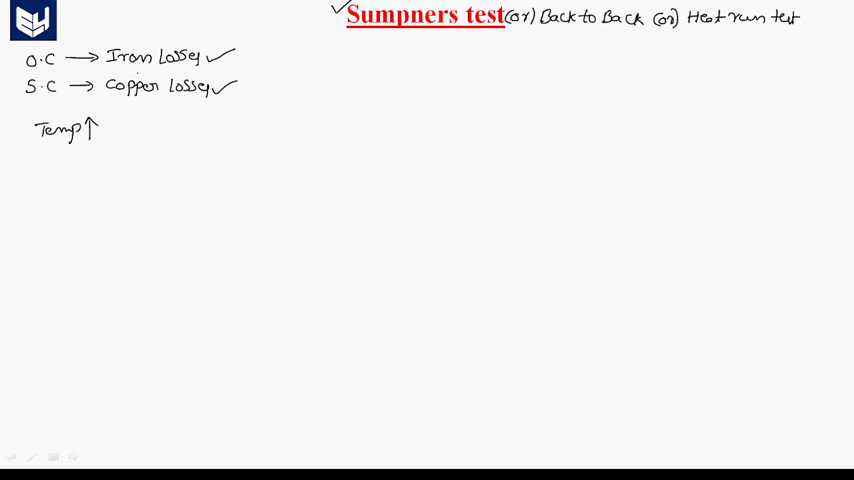 Sumpners test (or) Back to Back (or) Heat run test
O.C → Iron Losses ✓
S.C → Copper Losses ✓
Temp ↑